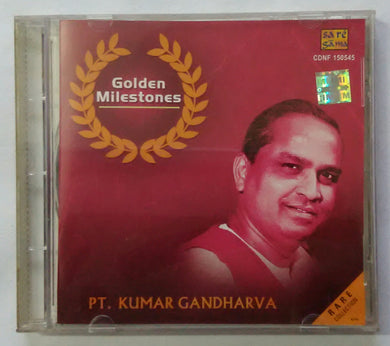 sa re
ga ma
CDNF 150545
Golden
Milestones
PT. KUMAR GANDHARVA
RARE
COLLECTION